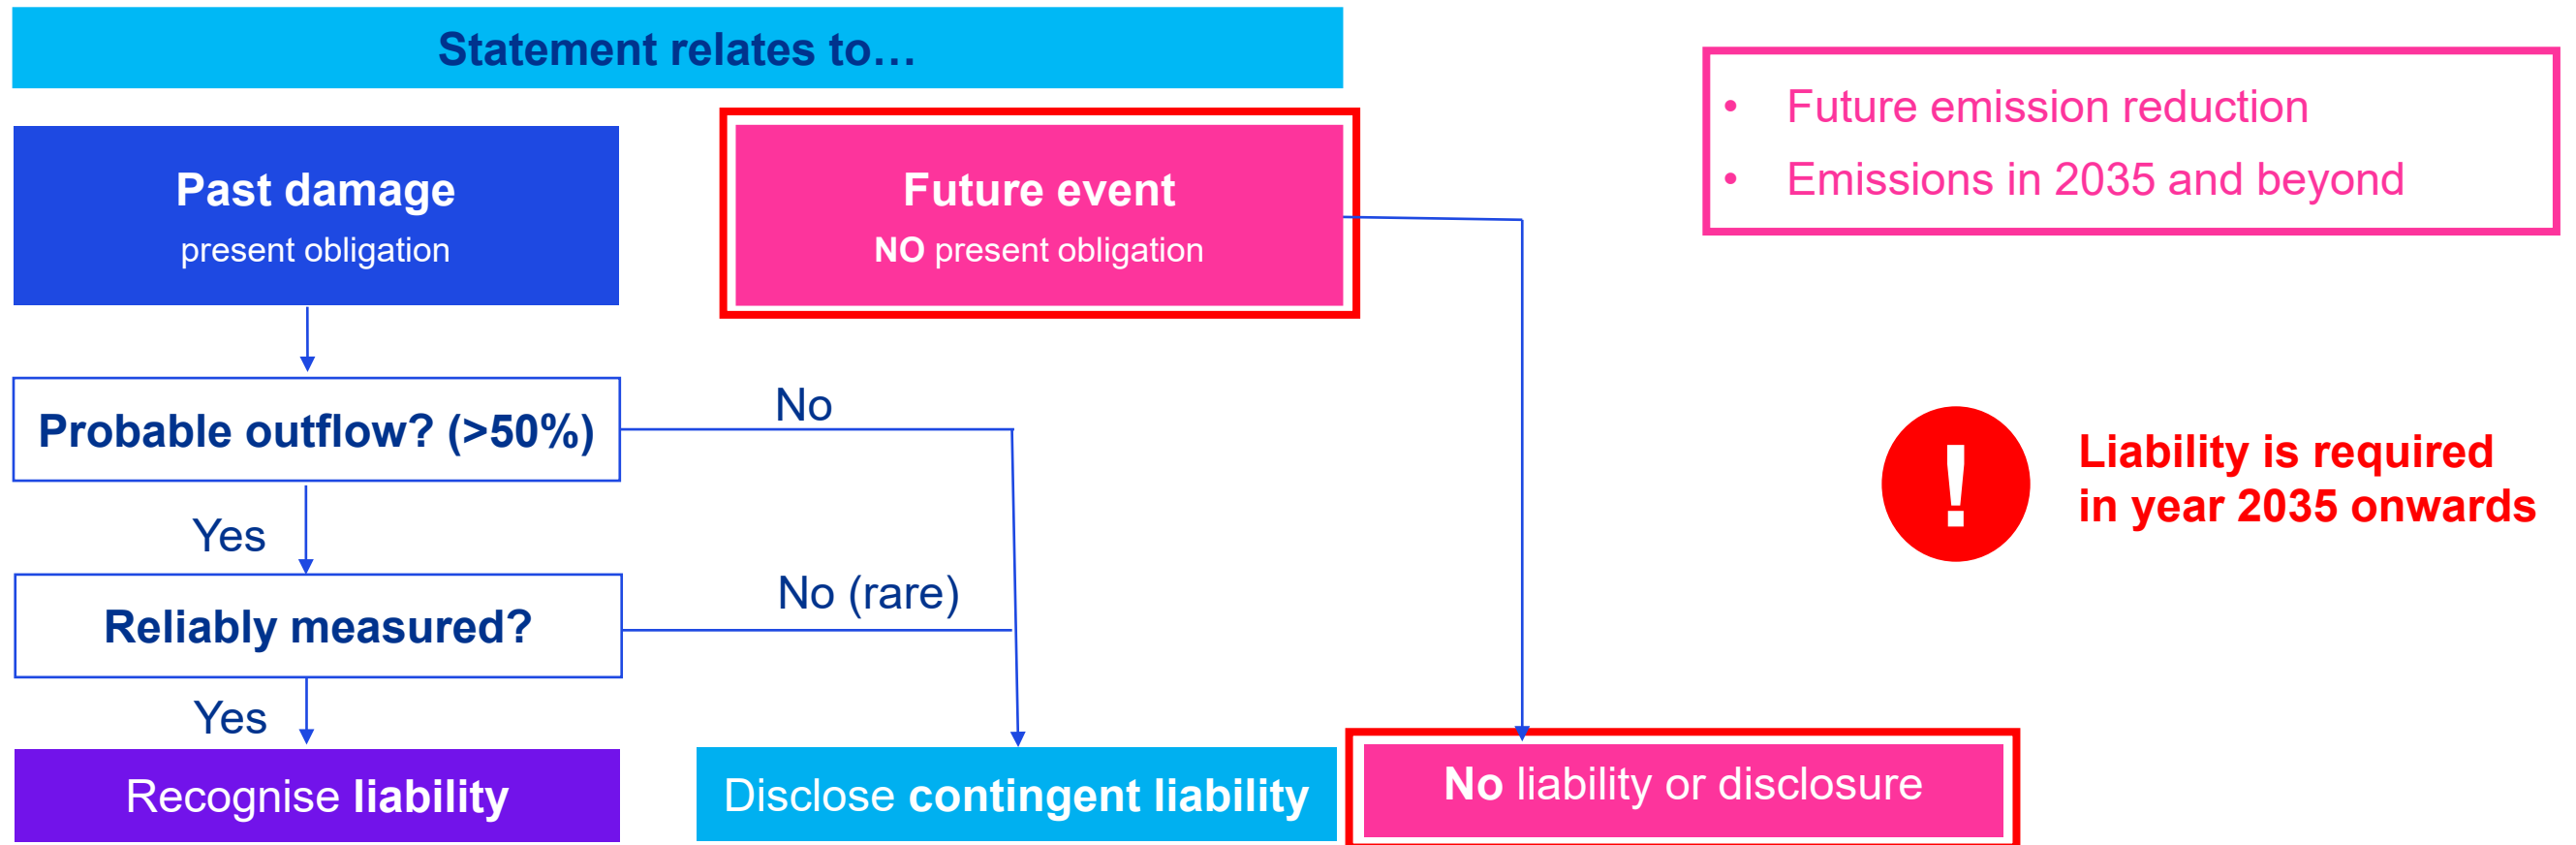 Statement relates to…
Past damage
present obligation
Future event
NO present obligation
• Future emission reduction
• Emissions in 2035 and beyond
Probable outflow? (>50%)
No
Yes
Reliably measured?
No (rare)
Yes
! Liability is required
in year 2035 onwards
Recognise liability
Disclose contingent liability
No liability or disclosure